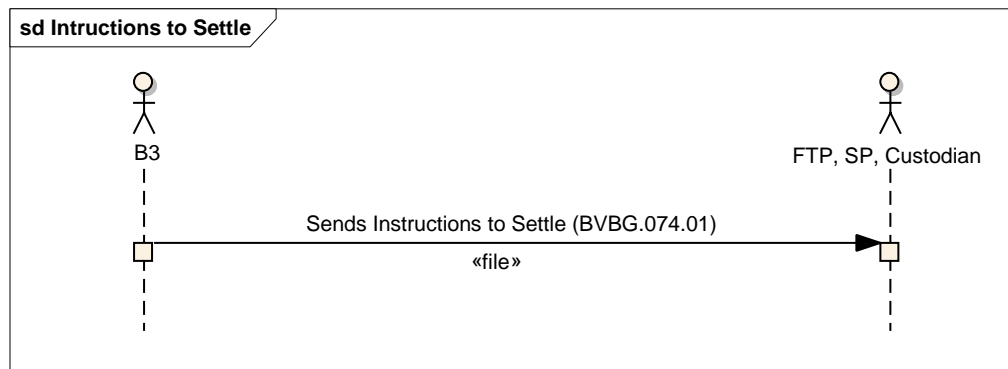 sd Intructions to Settle
B3
FTP, SP, Custodian
Sends Instructions to Settle (BVBG.074.01)
«file»